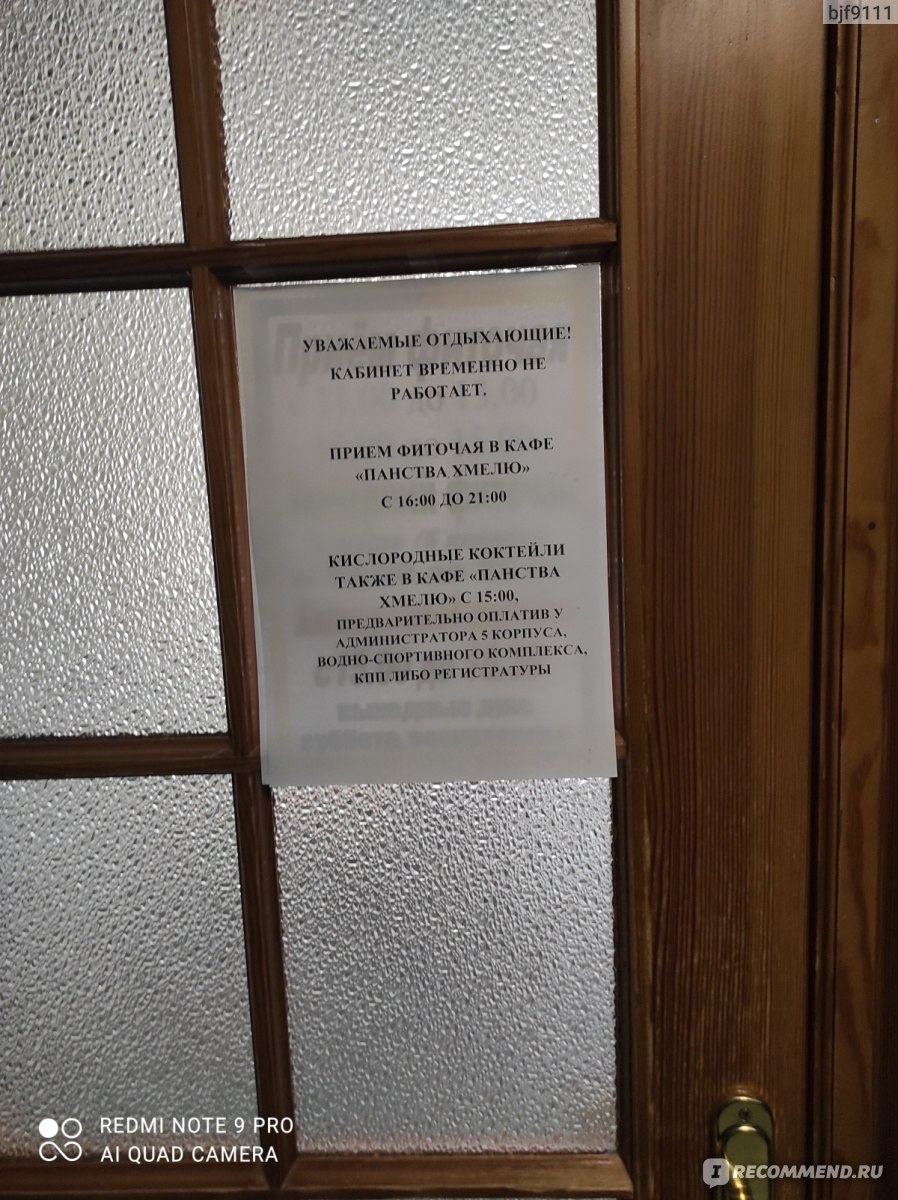 bjf9111
УВАЖАЕМЫЕ ОТДЫХАЮЩИЕ!
КАБИНЕТ ВРЕМЕННО НЕ
РАБОТАЕТ.
ПРИЕМ ФИТОЧАЯ В КАФЕ
«ПАНСТВА ХМЕЛЮ»
С 16:00 ДО 21:00
КИСЛОРОДНЫЕ КОКТЕЙЛИ
ТАКЖЕ В КАФЕ «ПАНСТВА
ХМЕЛЮ» С 15:00,
ПРЕДВАРИТЕЛЬНО ОПЛАТИВ У
АДМИНИСТРАТОРА 5 КОРПУСА,
ВОДНО-СПОРТИВНОГО КОМПЛЕКСА,
КПП ЛИБО РЕГИСТРАТУРЫ
REDMI NOTE 9 PRO
AI QUAD CAMERA
IRECOMMEND.RU